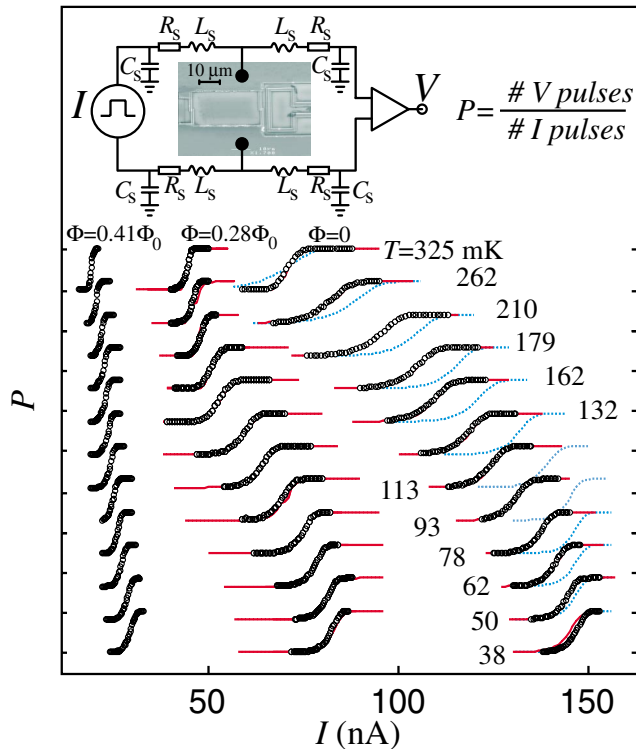 R_S L_S L_S R_S
C_S 10 μm C_S
I V P = # V pulses / # I pulses
C_S R_S L_S L_S R_S C_S
Φ=0.41Φ_0 Φ=0.28Φ_0 Φ=0 T=325 mK
262
210
179
162
132
113
93
78
62
50
38
P
50 100 150
I (nA)